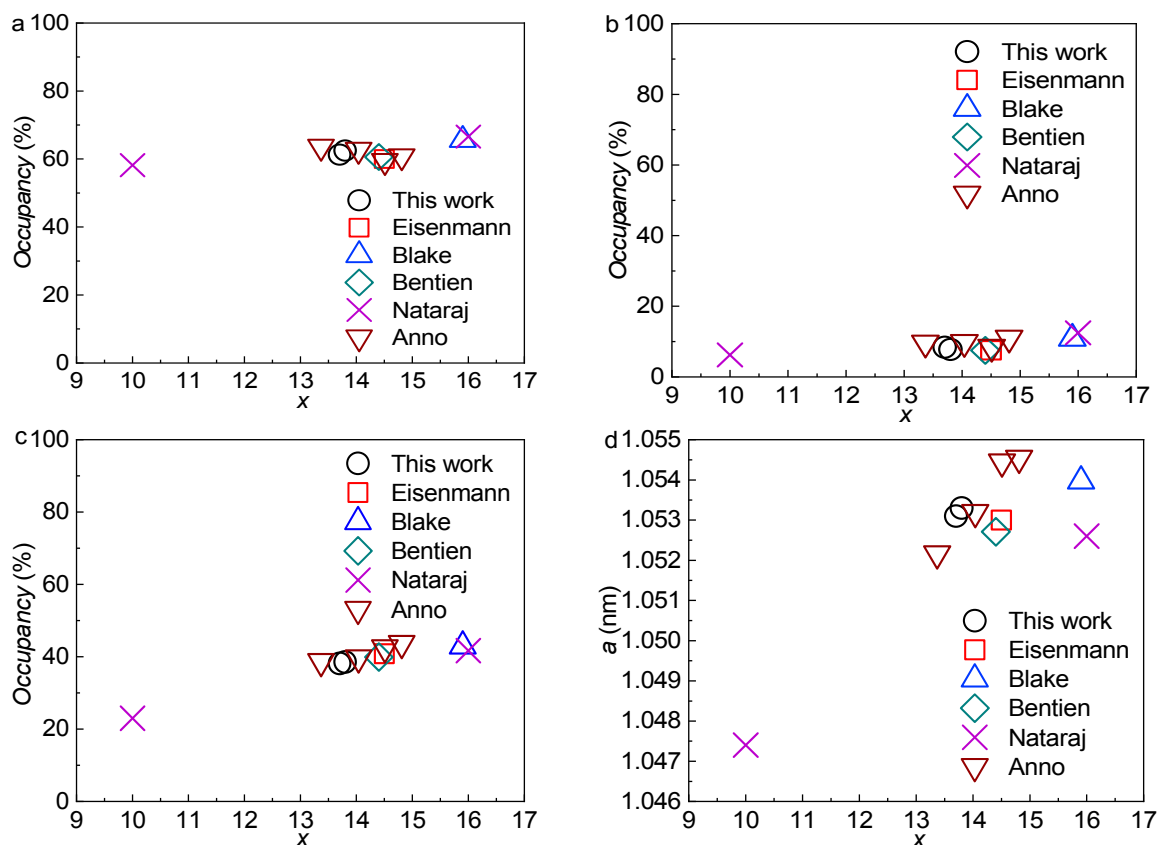 a
100
80
60
40
20
0
Occupancy (%)
This work
Eisenmann
Blake
Bentien
Nataraj
Anno
9 10 11 12 13 14 15 16 17
x
b
100
80
60
40
20
0
Occupancy (%)
This work
Eisenmann
Blake
Bentien
Nataraj
Anno
9 10 11 12 13 14 15 16 17
x
c
100
80
60
40
20
0
Occupancy (%)
This work
Eisenmann
Blake
Bentien
Nataraj
Anno
9 10 11 12 13 14 15 16 17
x
d
1.055
1.054
1.053
1.052
1.051
1.050
1.049
1.048
1.047
1.046
a (nm)
This work
Eisenmann
Blake
Bentien
Nataraj
Anno
9 10 11 12 13 14 15 16 17
x